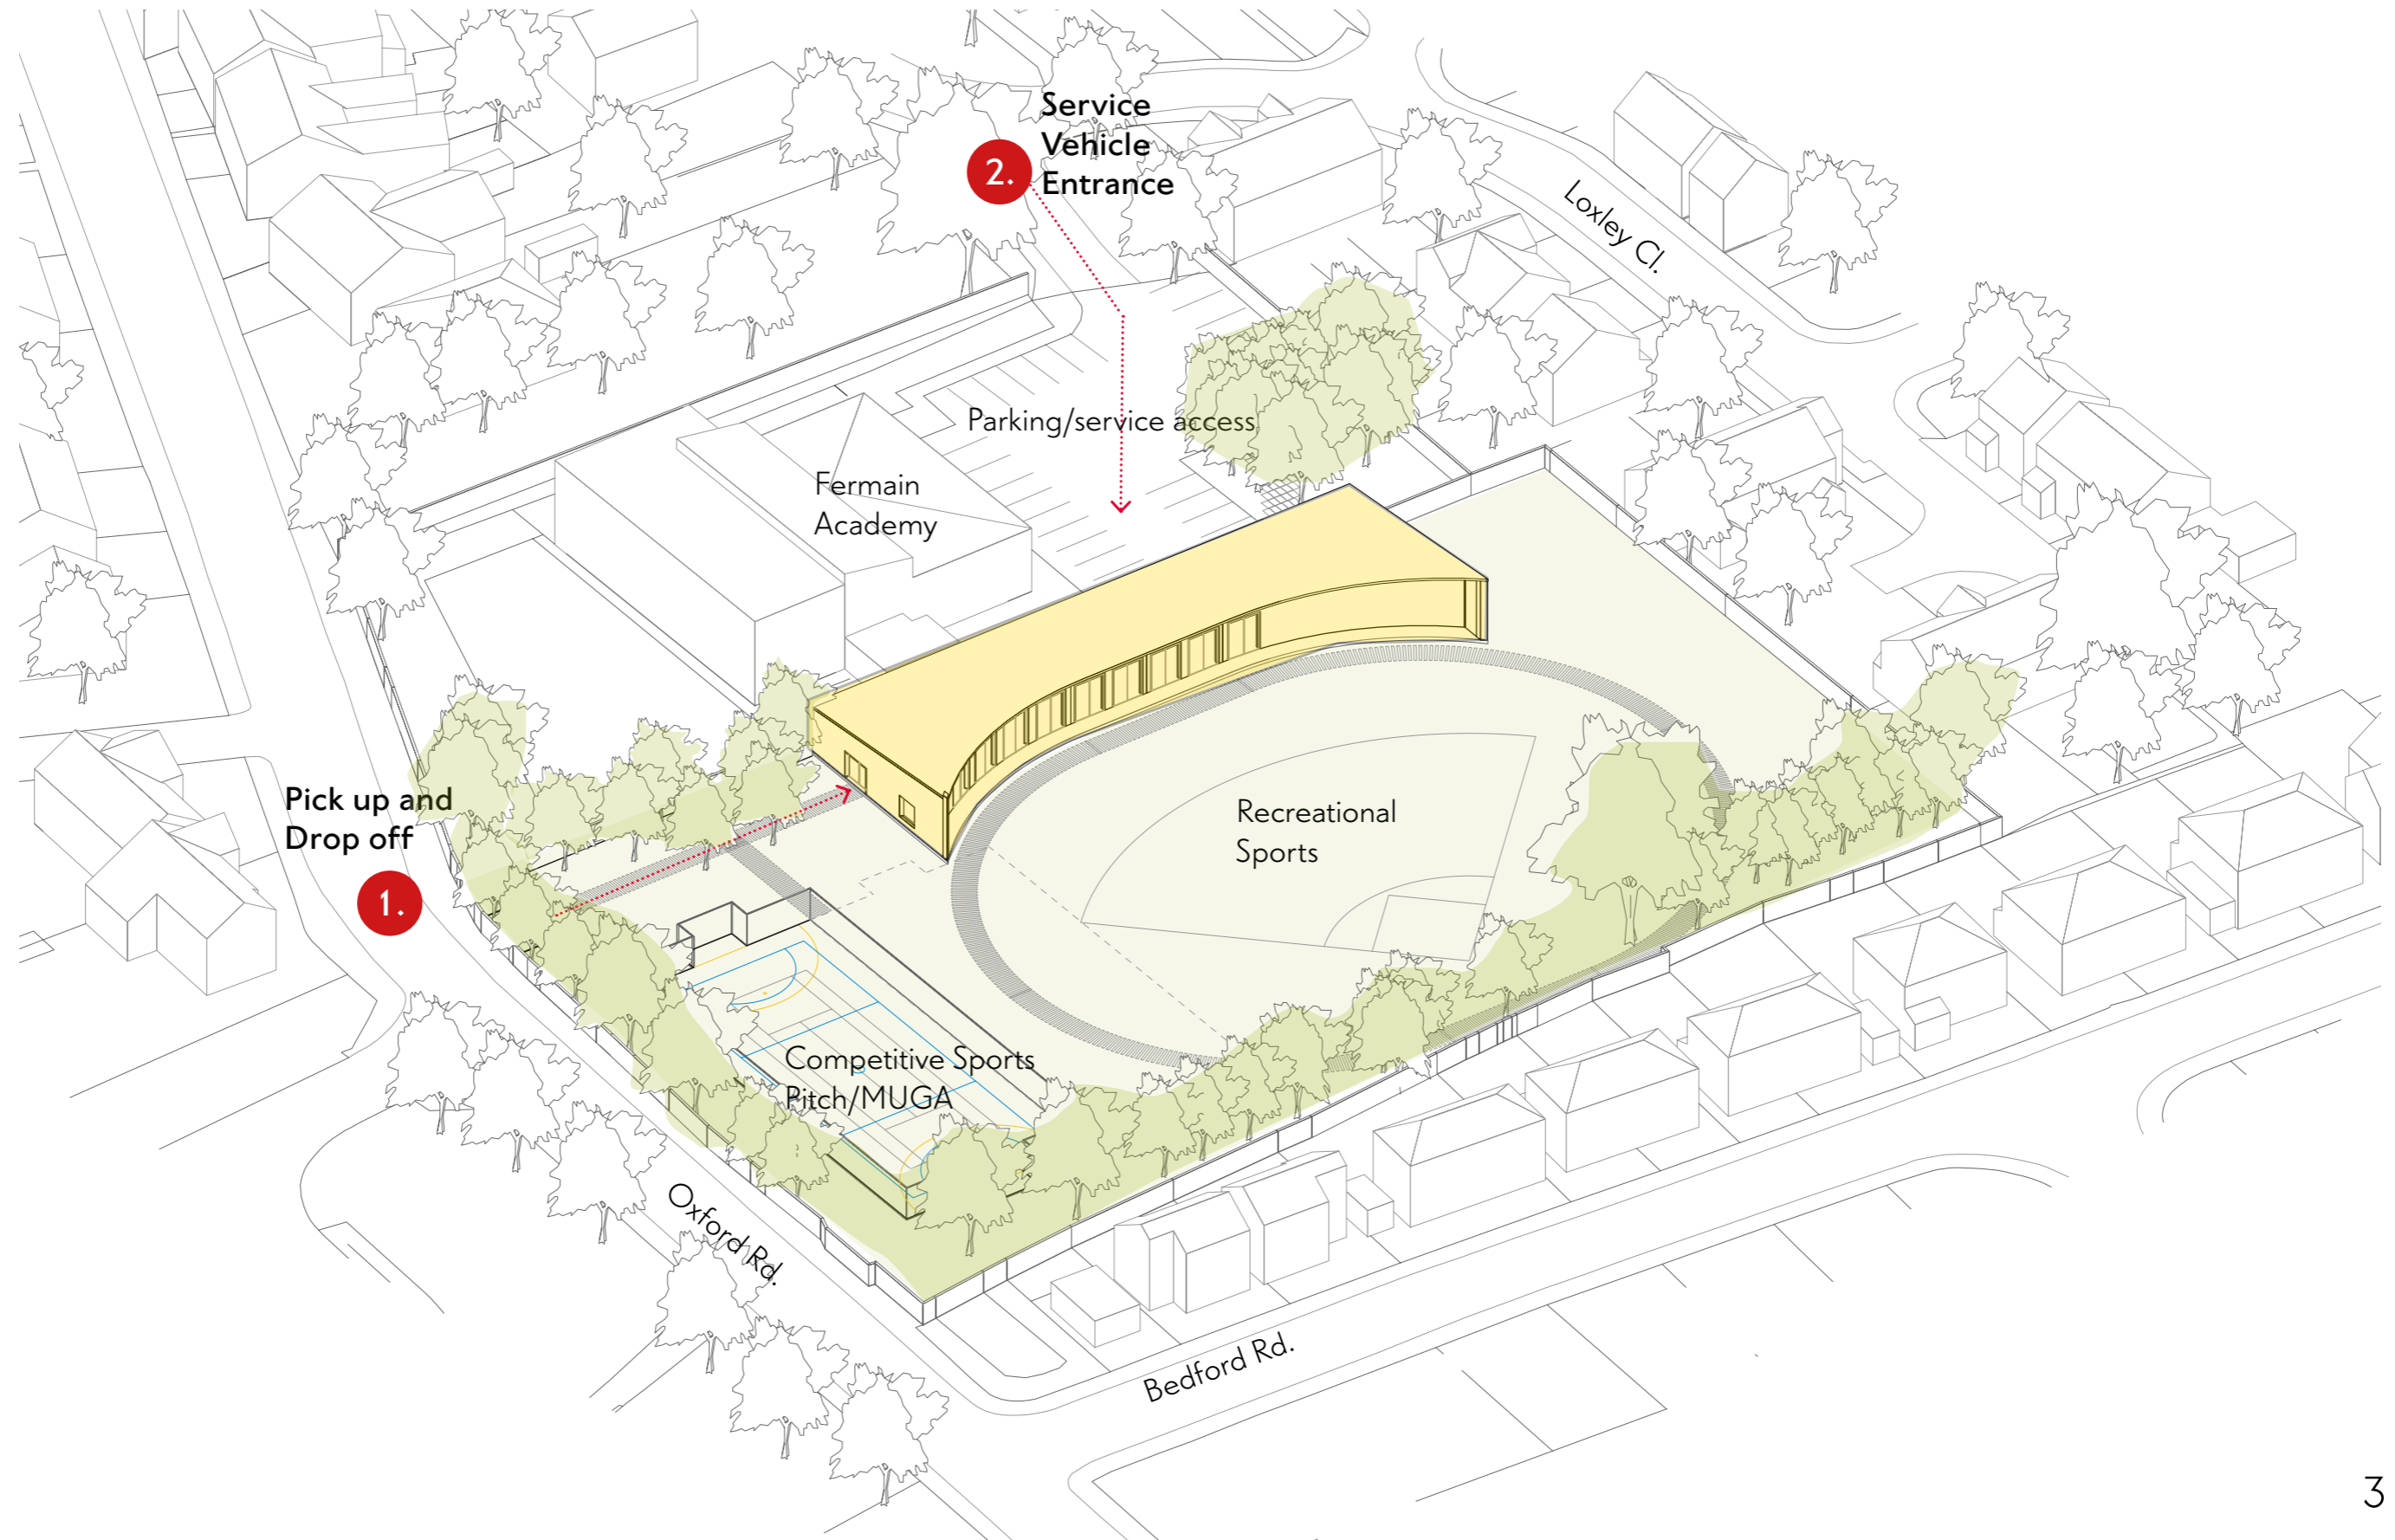 Service
Vehicle
Entrance
2.
Loxley Cl.
Parking/service access
Fermain
Academy
Pick up and
Drop off
1.
Recreational
Sports
Competitive Sports
Pitch/MUGA
Oxford Rd.
Bedford Rd.
3